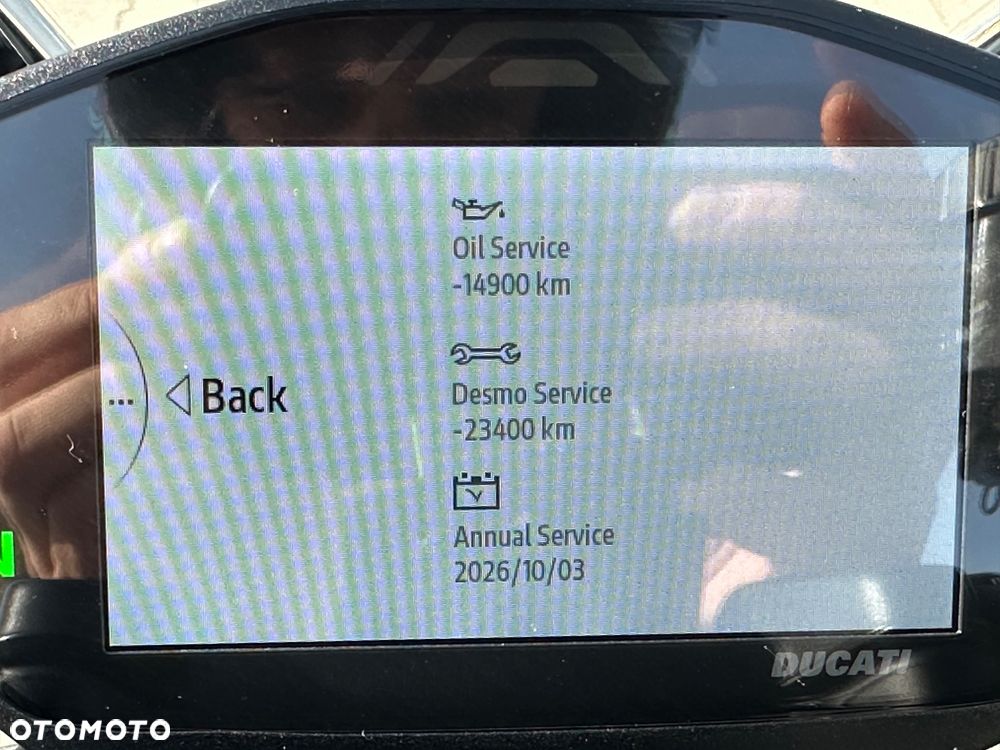 Oil Service
-14900 km
... Back
Desmo Service
-23400 km
Annual Service
2026/10/03
N
DUCATI
OTOMOTO